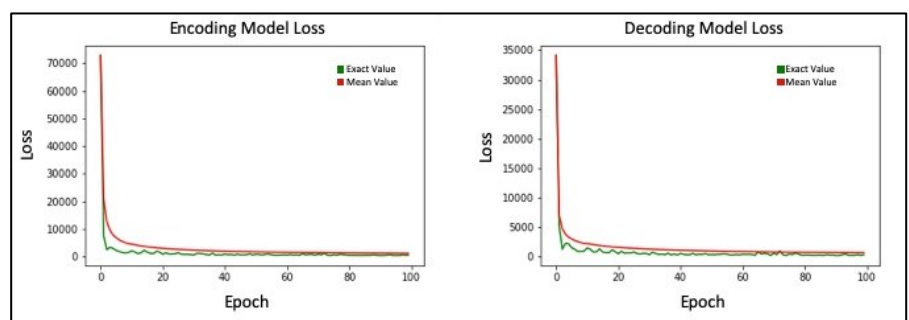 Encoding Model Loss
70000
60000
50000
40000
30000
20000
10000
0
Loss
Exact Value
Mean Value
0 20 40 60 80 100
Epoch
Decoding Model Loss
35000
30000
25000
20000
15000
10000
5000
0
Loss
Exact Value
Mean Value
0 20 40 60 80 100
Epoch